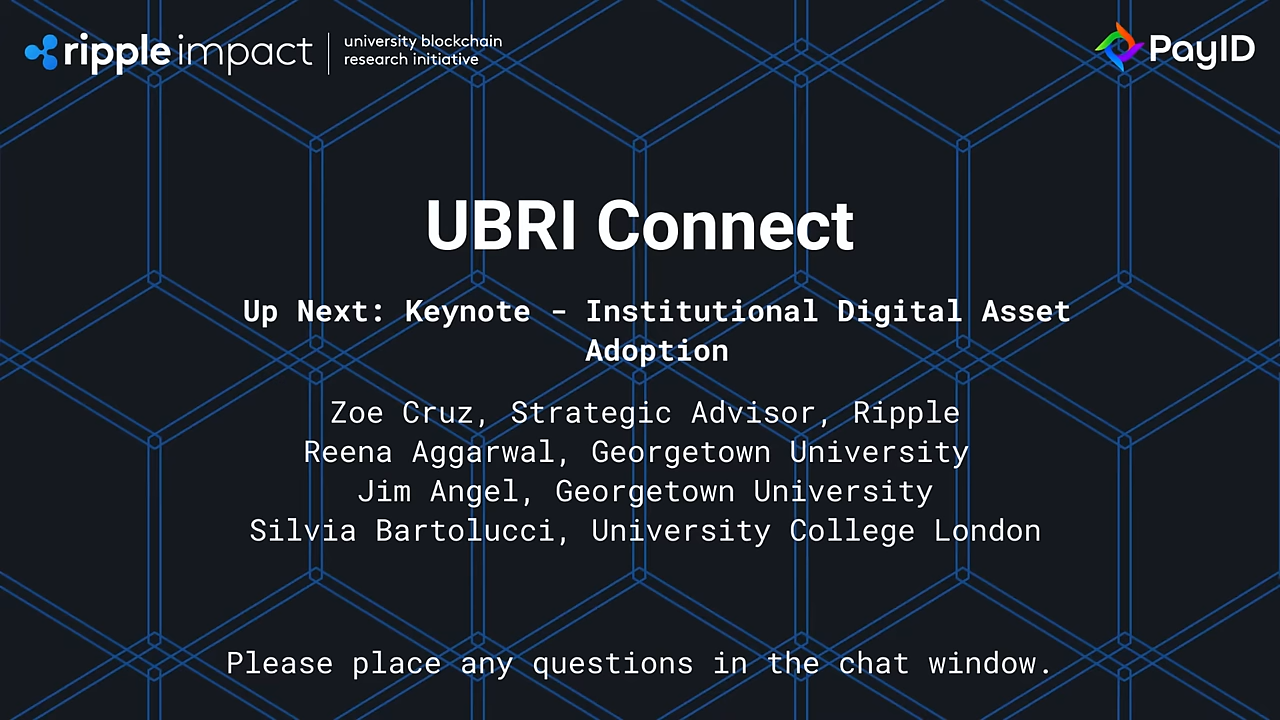 ripple impact
university blockchain
research initiative
PayID
UBRI Connect
Up Next: Keynote - Institutional Digital Asset
Adoption
Zoe Cruz, Strategic Advisor, Ripple
Reena Aggarwal, Georgetown University
Jim Angel, Georgetown University
Silvia Bartolucci, University College London
Please place any questions in the chat window.